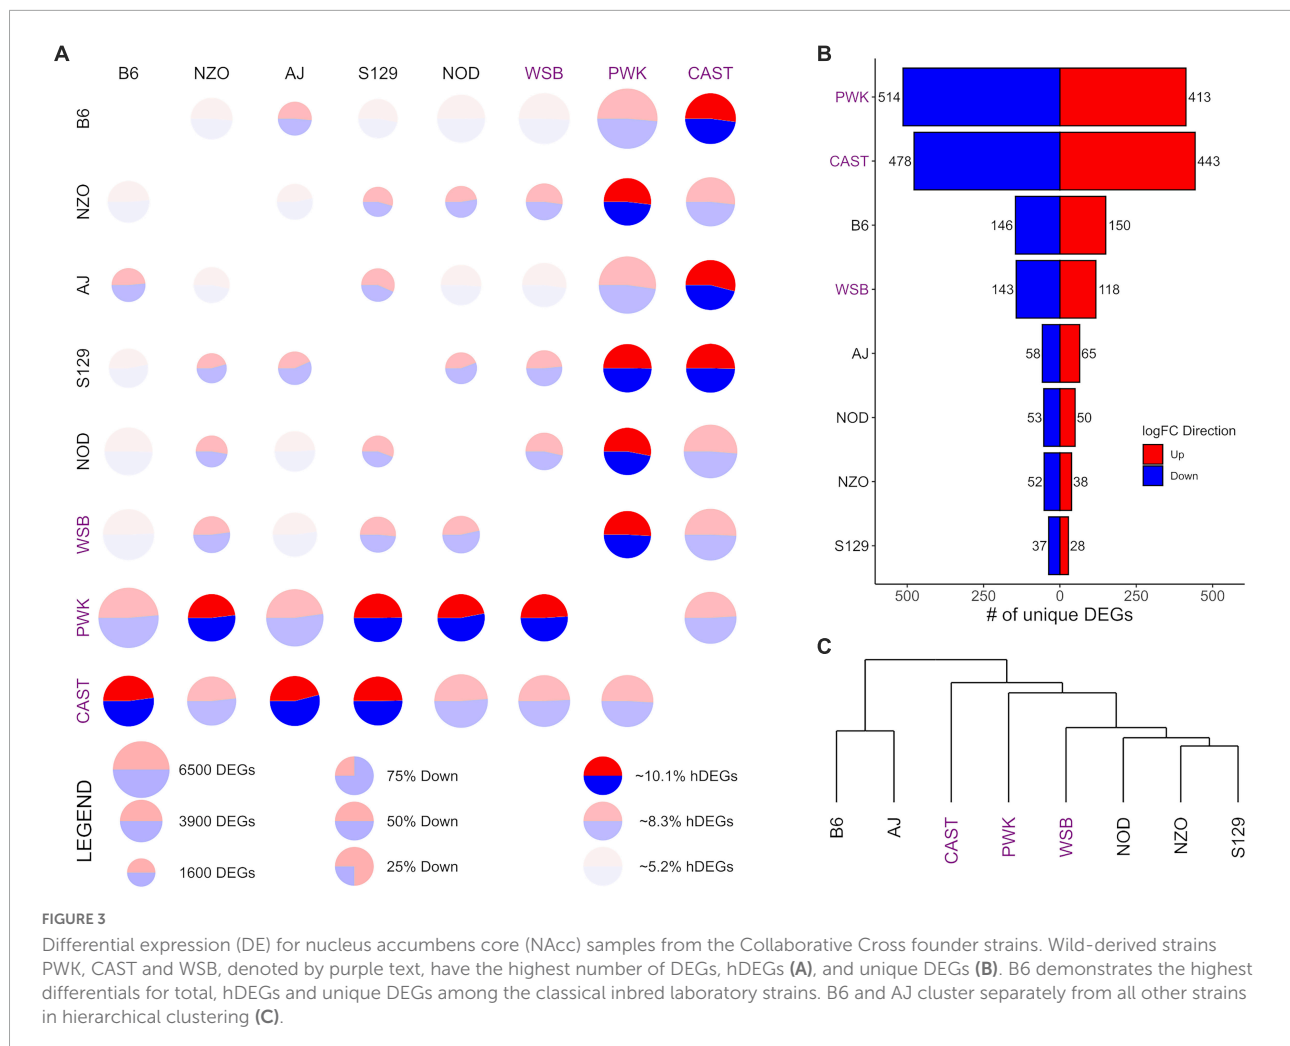 A
B6 NZO AJ S129 NOD WSB PWK CAST
B6
NZO
AJ
S129
NOD
WSB
PWK
CAST
LEGEND
6500 DEGs
3900 DEGs
1600 DEGs
75% Down
50% Down
25% Down
~10.1% hDEGs
~8.3% hDEGs
~5.2% hDEGs
B
PWK 514 413
CAST 478 443
B6 146 150
WSB 143 118
AJ 58 65
NOD 53 50
NZO 52 38
S129 37 28
500 250 0 250 500
# of unique DEGs
logFC Direction
Up
Down
C
B6 AJ CAST PWK WSB NOD NZO S129
FIGURE 3
Differential expression (DE) for nucleus accumbens core (NAcc) samples from the Collaborative Cross founder strains. Wild-derived strains
PWK, CAST and WSB, denoted by purple text, have the highest number of DEGs, hDEGs (A), and unique DEGs (B). B6 demonstrates the highest
differentials for total, hDEGs and unique DEGs among the classical inbred laboratory strains. B6 and AJ cluster separately from all other strains
in hierarchical clustering (C).